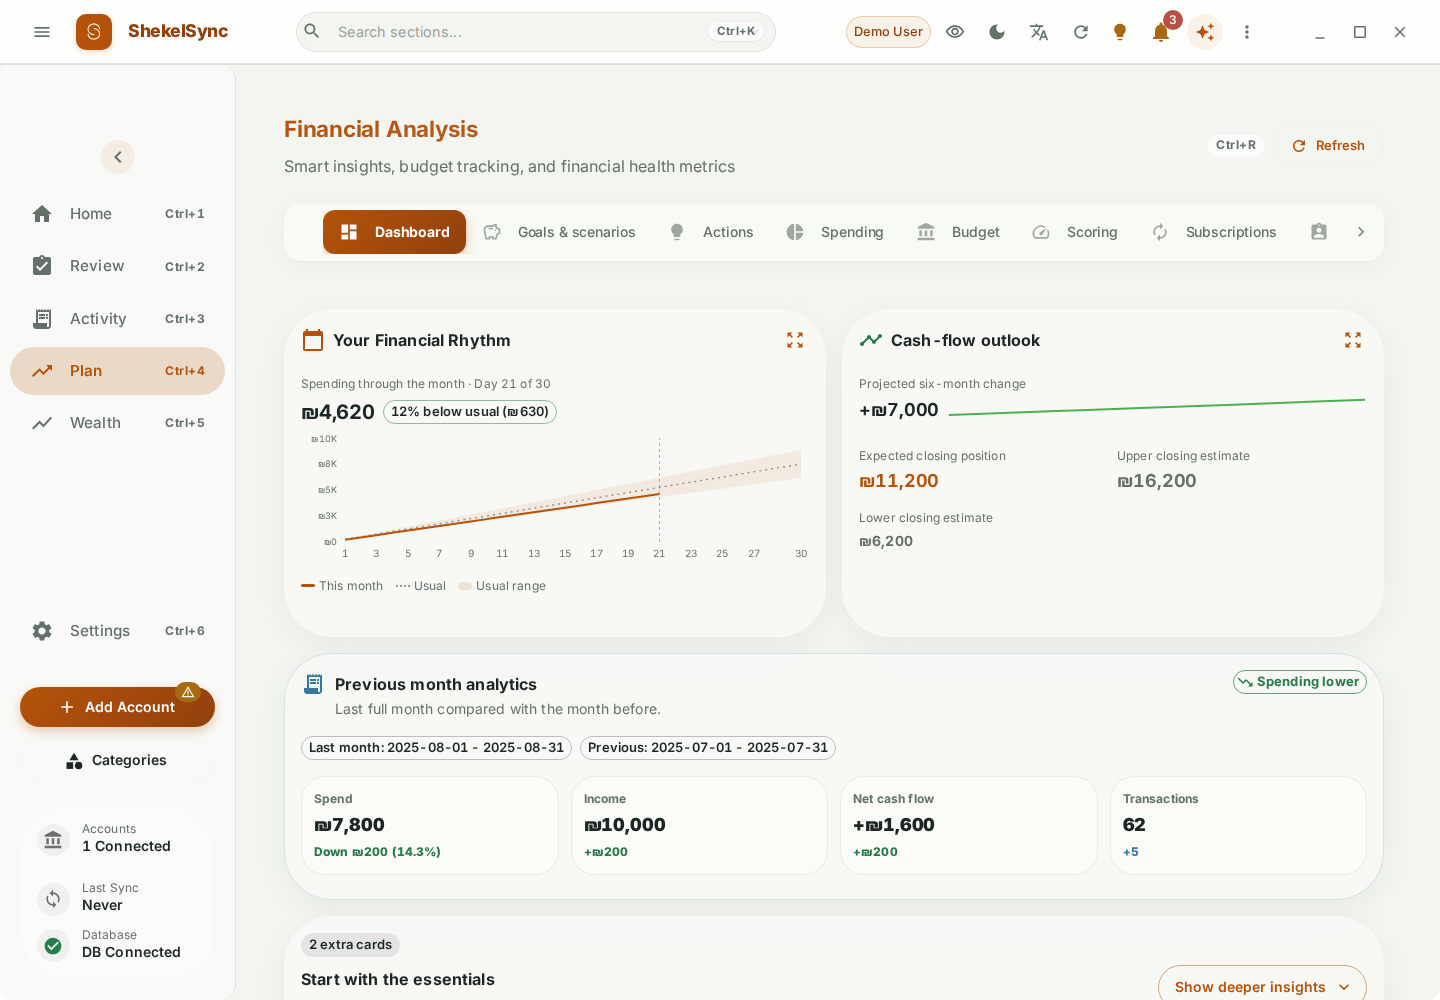 ShekelSync
Search sections...
Ctrl+K
Demo User
3
Home Ctrl+1
Review Ctrl+2
Activity Ctrl+3
Plan Ctrl+4
Wealth Ctrl+5
Settings Ctrl+6
Add Account
Categories
Accounts
1 Connected
Last Sync
Never
Database
DB Connected
Financial Analysis
Smart insights, budget tracking, and financial health metrics
Ctrl+R
Refresh
Dashboard
Goals & scenarios
Actions
Spending
Budget
Scoring
Subscriptions
Your Financial Rhythm
Spending through the month · Day 21 of 30
₪4,620
12% below usual (₪630)
₪10K
₪8K
₪5K
₪3K
₪0
1 3 5 7 9 11 13 15 17 19 21 23 25 27 30
This month Usual Usual range
Cash-flow outlook
Projected six-month change
+₪7,000
Expected closing position
₪11,200
Upper closing estimate
₪16,200
Lower closing estimate
₪6,200
Previous month analytics
Last full month compared with the month before.
Spending lower
Last month: 2025-08-01 - 2025-08-31
Previous: 2025-07-01 - 2025-07-31
Spend
₪7,800
Down ₪200 (14.3%)
Income
₪10,000
+₪200
Net cash flow
+₪1,600
+₪200
Transactions
62
+5
2 extra cards
Start with the essentials
Show deeper insights